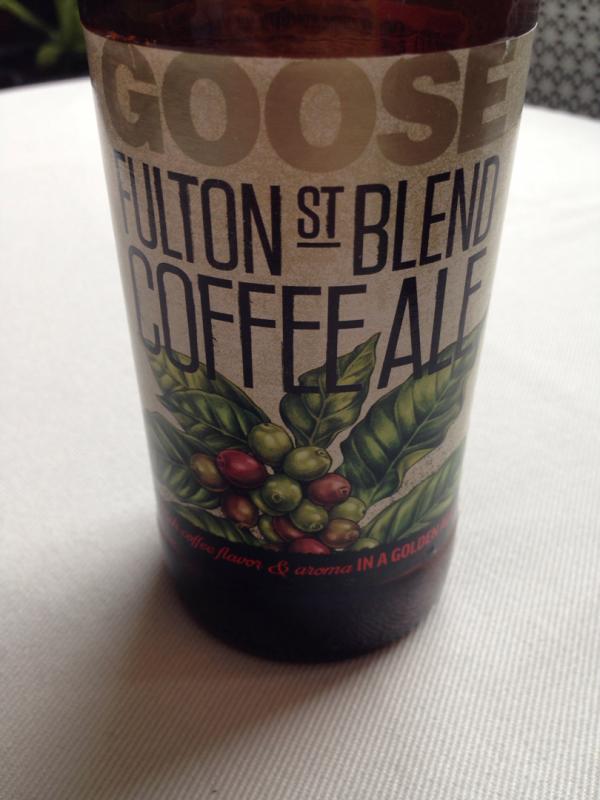 GOOSE
FULTON ST BLEND
COFFEE ALE
coffee flavor & aroma IN A GOLDEN